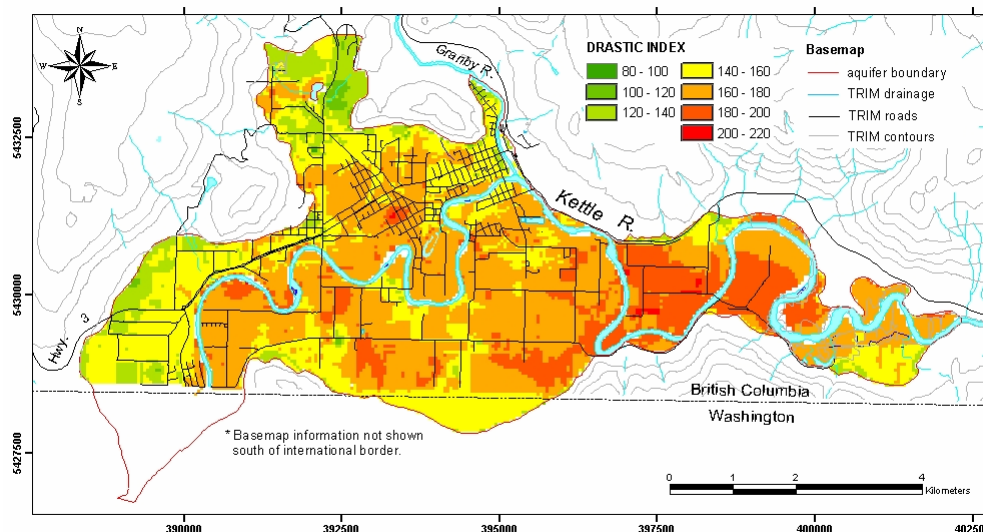 N
W E
S
Granby R.
DRASTIC INDEX
80 - 100
100 - 120
120 - 140
140 - 160
160 - 180
180 - 200
200 - 220
Basemap
aquifer boundary
TRIM drainage
TRIM roads
TRIM contours
5432500
5430000
5427500
Kettle R.
Hwy. 3
British Columbia
Washington
* Basemap information not shown
south of international border.
0 1 2 4
Kilometers
390000 392500 395000 397500 400000 402500